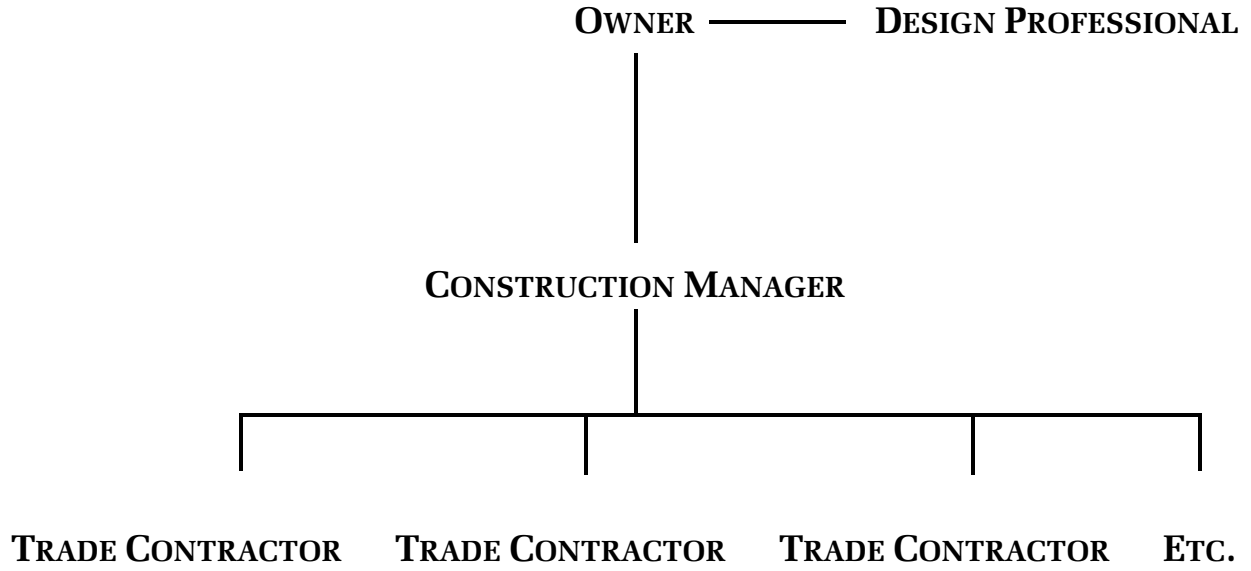 OWNER DESIGN PROFESSIONAL
CONSTRUCTION MANAGER
TRADE CONTRACTOR TRADE CONTRACTOR TRADE CONTRACTOR ETC.